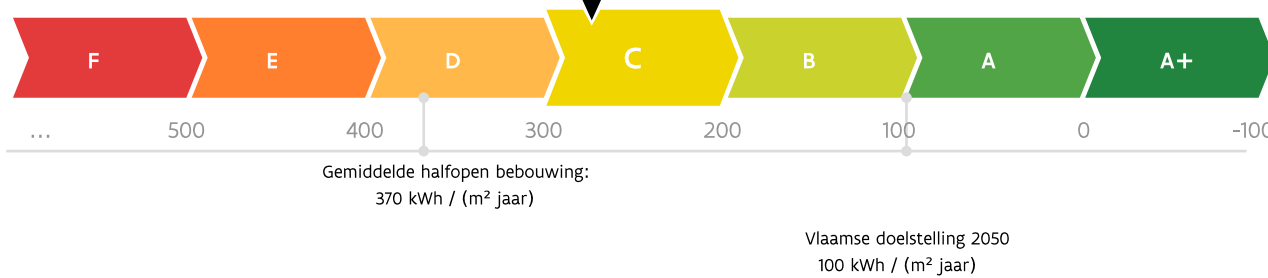 F E D C B A A+
... 500 400 300 200 100 0 -100
Gemiddelde halfopen bebouwing:
370 kWh / (m² jaar)
Vlaamse doelstelling 2050
100 kWh / (m² jaar)